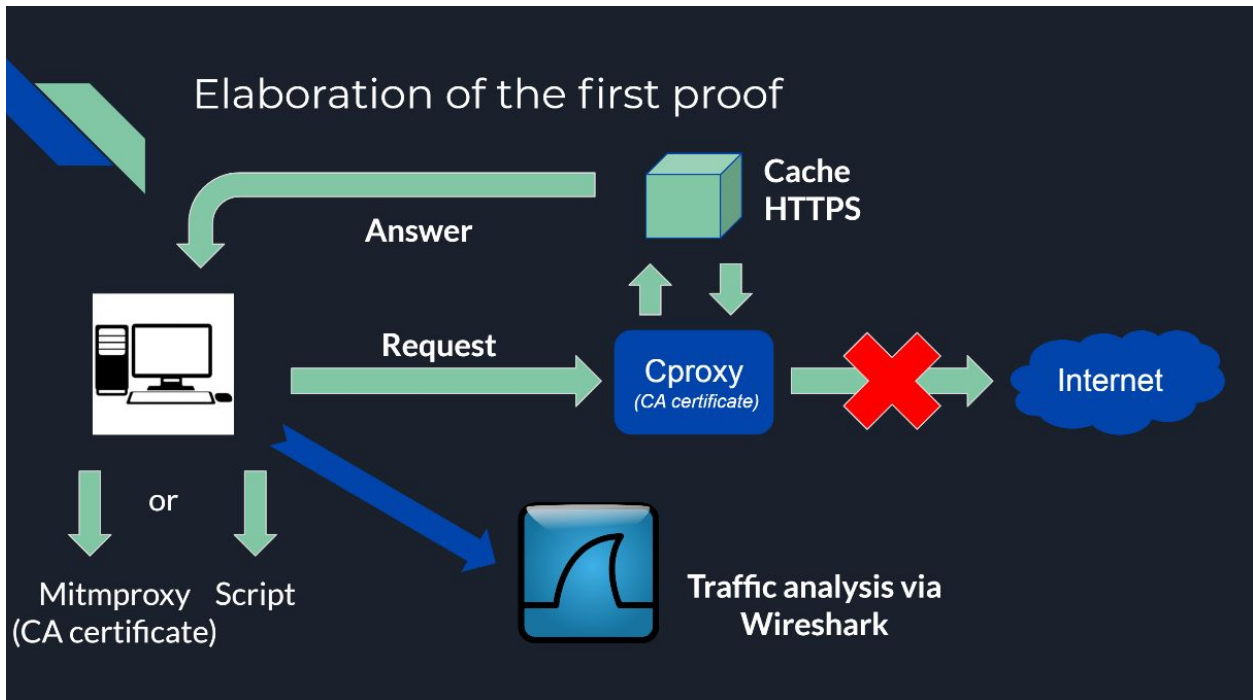 Elaboration of the first proof
Cache
HTTPS
Answer
Request
Cproxy
(CA certificate)
Internet
or
Mitmproxy
(CA certificate)
Script
Traffic analysis via
Wireshark